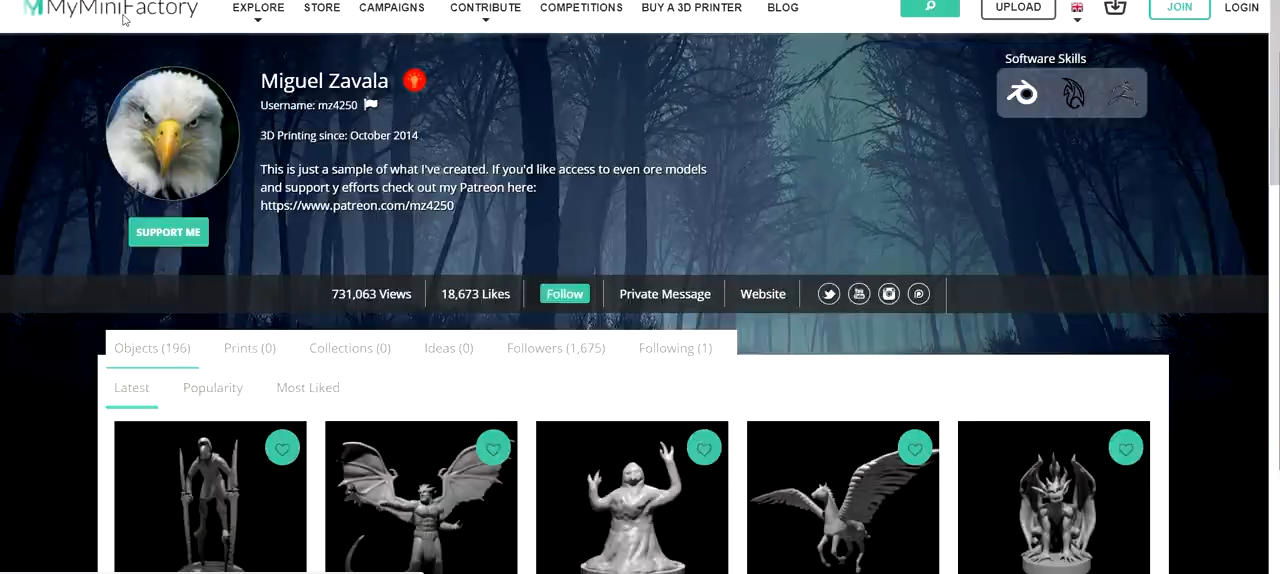 MyMiniFactory
EXPLORE STORE CAMPAIGNS CONTRIBUTE COMPETITIONS BUY A 3D PRINTER BLOG UPLOAD JOIN LOGIN
Software Skills
Miguel Zavala
Username: mz4250
3D Printing since: October 2014
This is just a sample of what I've created. If you'd like access to even ore models
and support y efforts check out my Patreon here:
https://www.patreon.com/mz4250
SUPPORT ME
731,063 Views 18,673 Likes Follow Private Message Website
Objects (196) Prints (0) Collections (0) Ideas (0) Followers (1,675) Following (1)
Latest Popularity Most Liked